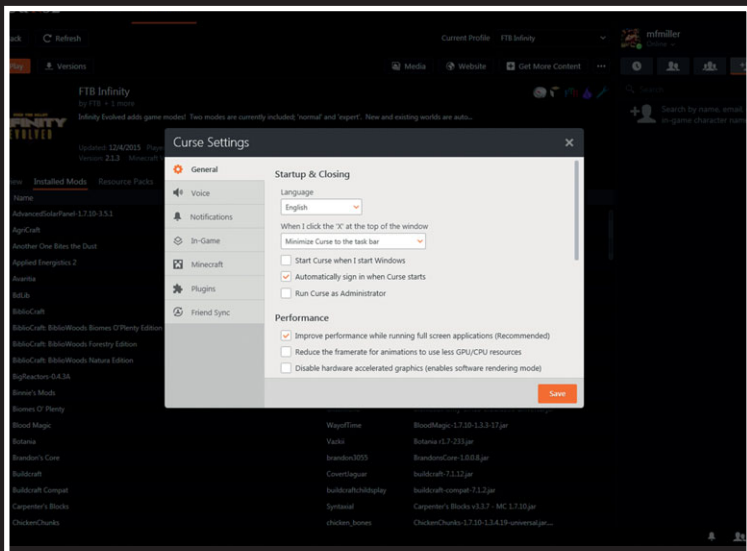 Refresh
Current Profile FTB Infinity
mfmiller
Online
Play
Versions
Media
Website
Get More Content
FTB Infinity
by FTB + 1 more
Search
Infinity Evolved adds game modes! Two modes are currently included; 'normal' and 'expert'. New and existing worlds are auto...
Search by name, email
in-game character name
INFINITY
EVOLVED
Updated 12/4/2015
Version 2.1.3 Minecraft
Installed Mods Resource Packs
Name
AdvancedSolarPanel-1.7.10-3.5.1
AgriCraft
Another One Bites the Dust
Applied Energistics 2
Avaritia
BdLib
BiblioCraft
BiblioCraft: BiblioWoods Biomes O'Plenty Edition
BiblioCraft: BiblioWoods Forestry Edition
BiblioCraft: BiblioWoods Natura Edition
BigReactors-0.4.3A
Binnie's Mods
Biomes O' Plenty
Blood Magic WayofTime BloodMagic-1.7.10-1.3.3-17.jar
Botania Vazkii Botania r1.7-233.jar
Brandon's Core brandon3055 BrandonsCore-1.0.0.8.jar
Buildcraft CovertJaguar buildcraft-7.1.12.jar
Buildcraft Compat buildcraftchildsplay buildcraft-compat-7.1.2.jar
Carpenter's Blocks Syntaxial Carpenter's Blocks v3.3.7 - MC 1.7.10.jar
ChickenChunks chicken_bones ChickenChunks-1.7.10-1.3.4.19-universal.jar...
Curse Settings
General
Voice
Notifications
In-Game
Minecraft
Plugins
Friend Sync
Startup & Closing
Language
English
When I click the 'X' at the top of the window
Minimize Curse to the task bar
Start Curse when I start Windows
Automatically sign in when Curse starts
Run Curse as Administrator
Performance
Improve performance while running full screen applications (Recommended)
Reduce the framerate for animations to use less GPU/CPU resources
Disable hardware accelerated graphics (enables software rendering mode)
Save